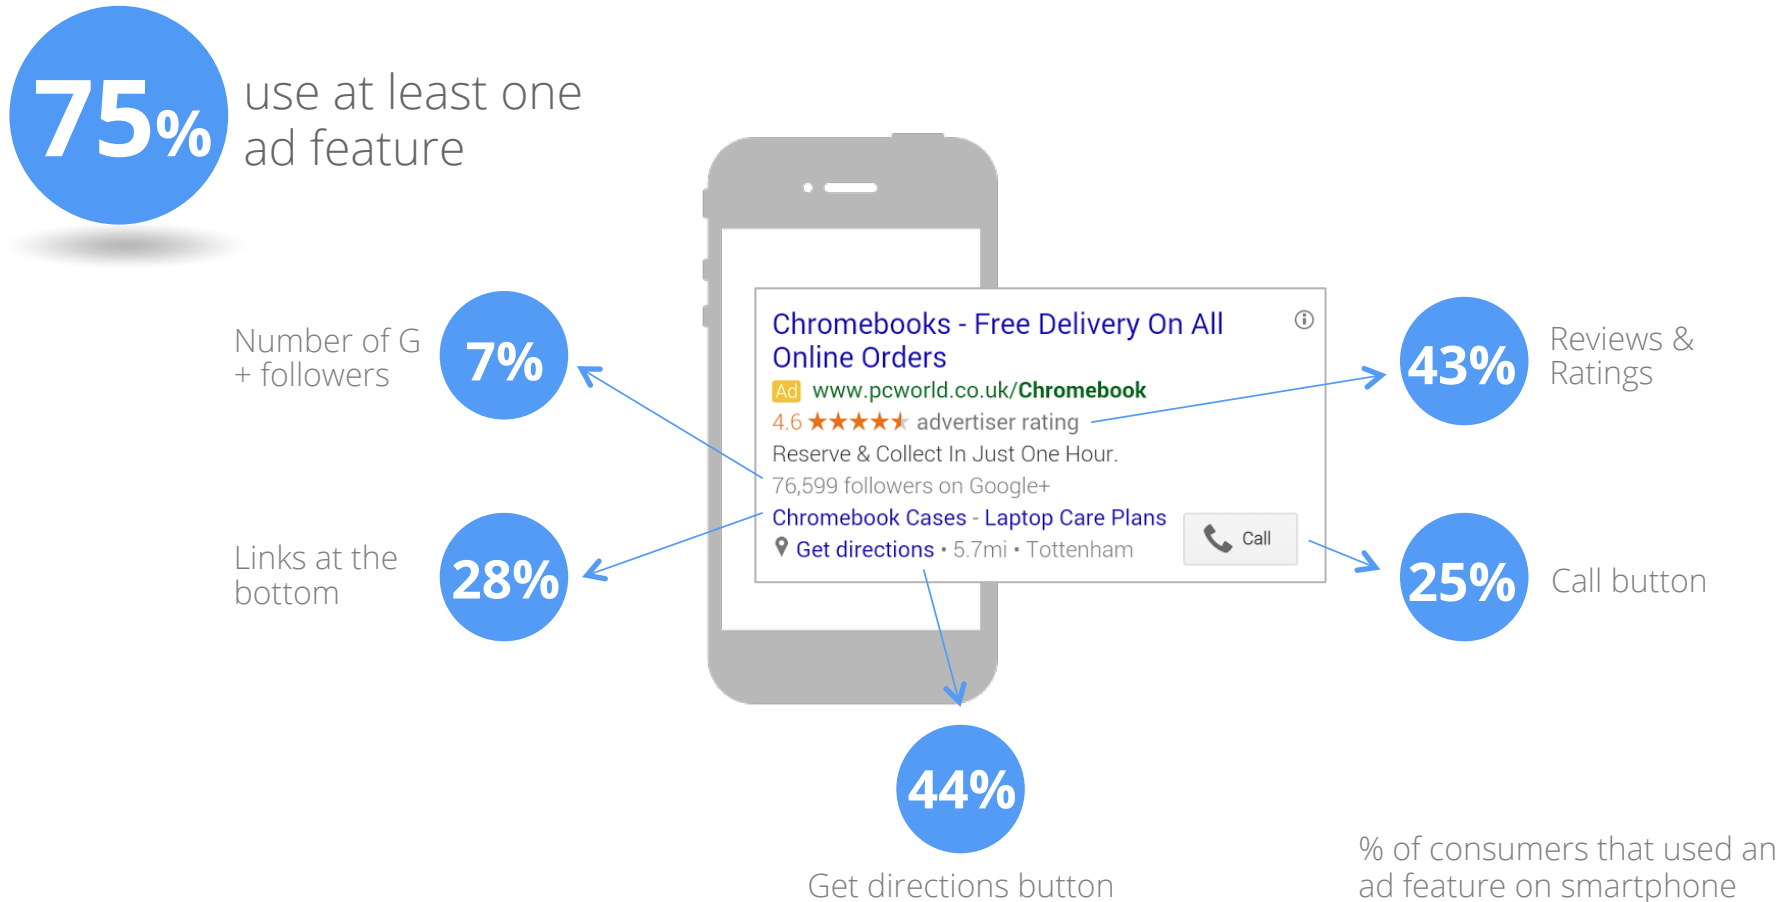 75%
use at least one
ad feature
Number of G
+ followers
7%
Chromebooks - Free Delivery On All
Online Orders
Ad www.pcworld.co.uk/Chromebook
4.6 ★★★★★ advertiser rating
Reserve & Collect In Just One Hour.
76,599 followers on Google+
Chromebook Cases - Laptop Care Plans
Get directions • 5.7mi • Tottenham
Call
43%
Reviews &
Ratings
Links at the
bottom
28%
25%
Call button
44%
Get directions button
% of consumers that used an
ad feature on smartphone